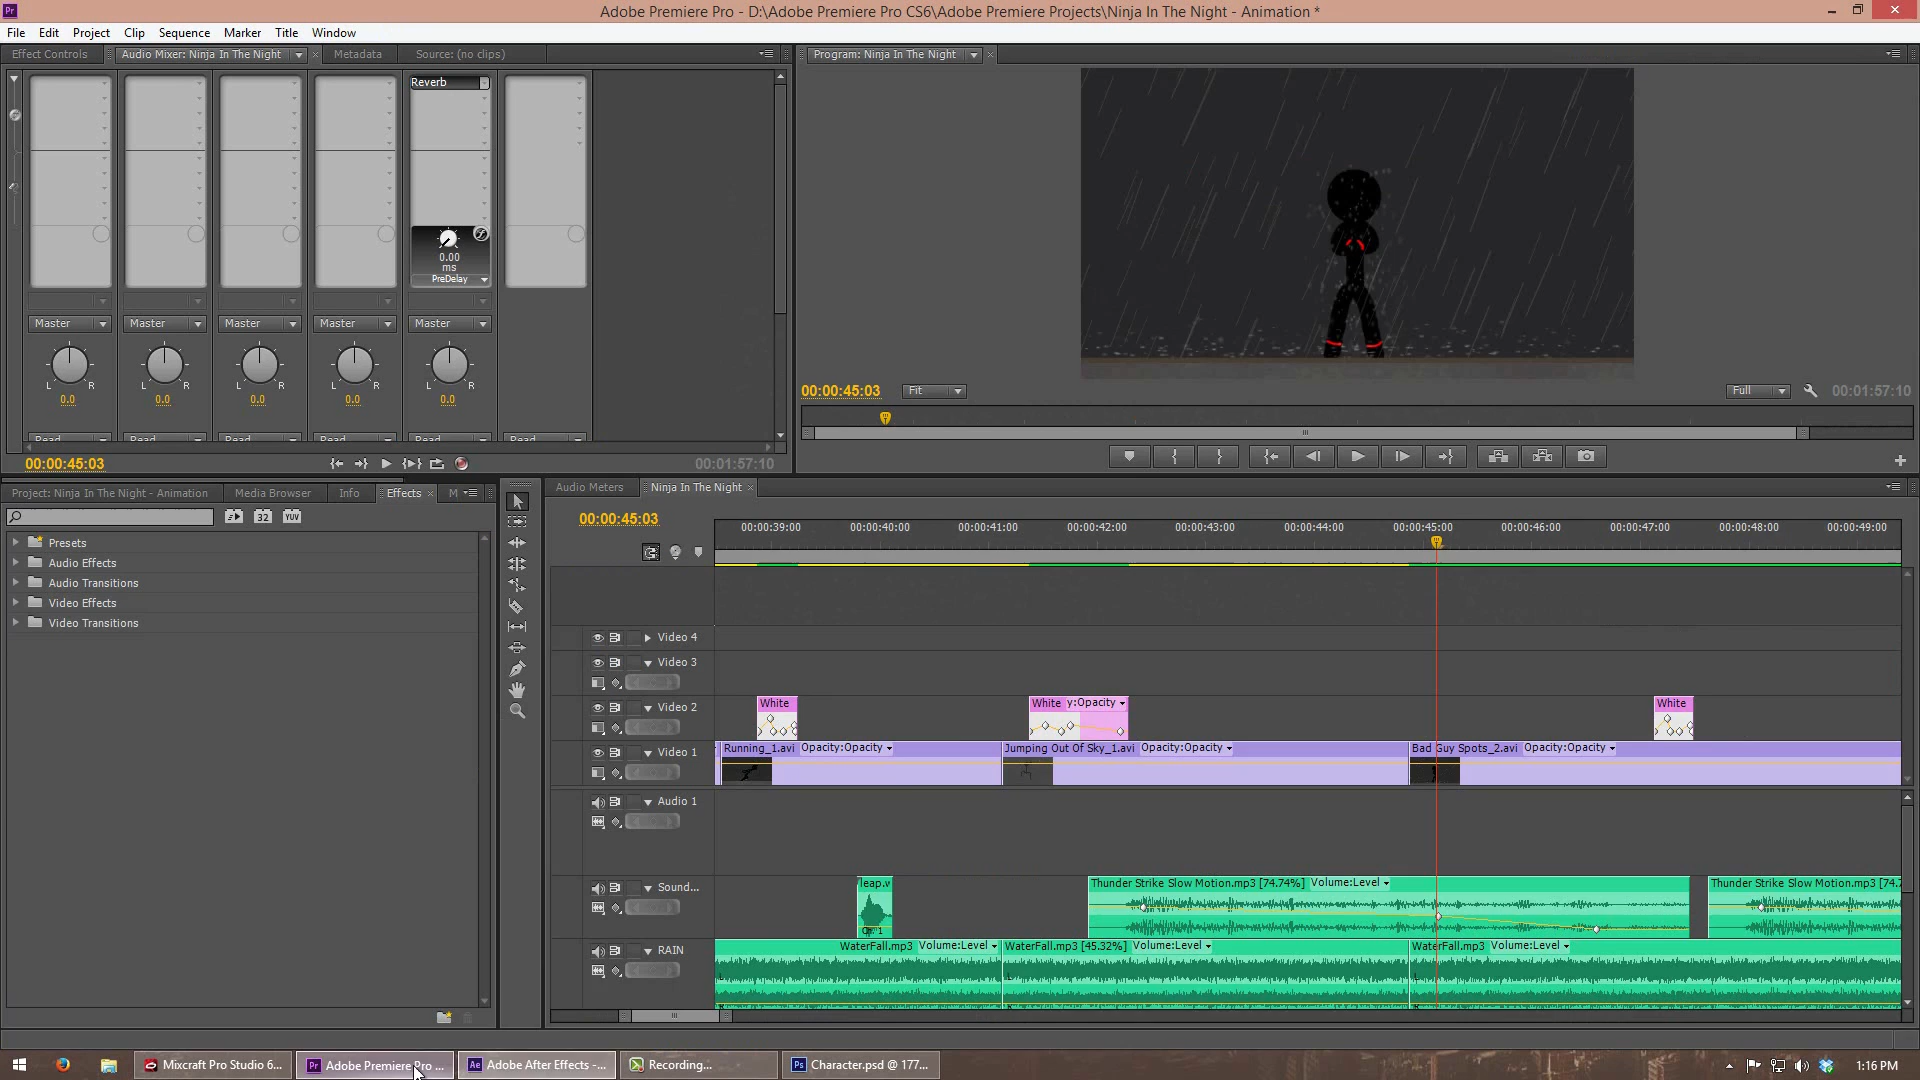 Adobe Premiere Pro - D:\Adobe Premiere Pro CS6\Adobe Premiere Projects\Ninja In The Night - Animation *
File Edit Project Clip Sequence Marker Title Window
Effect Controls Audio Mixer: Ninja In The Night Metadata Source: (no clips) Program: Ninja In The Night
Reverb
0.00
ms
PreDelay
Master Master Master Master Master
L R L R L R L R L R
0.0 0.0 0.0 0.0 0.0
Read Read Read Read Read Read
00:00:45:03 Fit Full 00:01:57:10
00:00:45:03 00:01:57:10
Project: Ninja In The Night - Animation Media Browser Info Effects M Audio Meters Ninja In The Night
32 YUV
00:00:45:03
00:00:39:00 00:00:40:00 00:00:41:00 00:00:42:00 00:00:43:00 00:00:44:00 00:00:45:00 00:00:46:00 00:00:47:00 00:00:48:00 00:00:49:00
Presets
Audio Effects
Audio Transitions
Video Effects
Video Transitions
Video 4
Video 3
Video 2 White White y:Opacity White
Video 1 Running_1.avi Opacity:Opacity Jumping Out Of Sky_1.avi Opacity:Opacity Bad Guy Spots_2.avi Opacity:Opacity
Audio 1
Sound... leap.v Thunder Strike Slow Motion.mp3 [74.74%] Volume:Level Thunder Strike Slow Motion.mp3 [74.7
RAIN WaterFall.mp3 Volume:Level WaterFall.mp3 [45.32%] Volume:Level WaterFall.mp3 Volume:Level
Mixcraft Pro Studio 6... Adobe Premiere Pro ... Adobe After Effects -... Recording... Character.psd @ 177... 1:16 PM